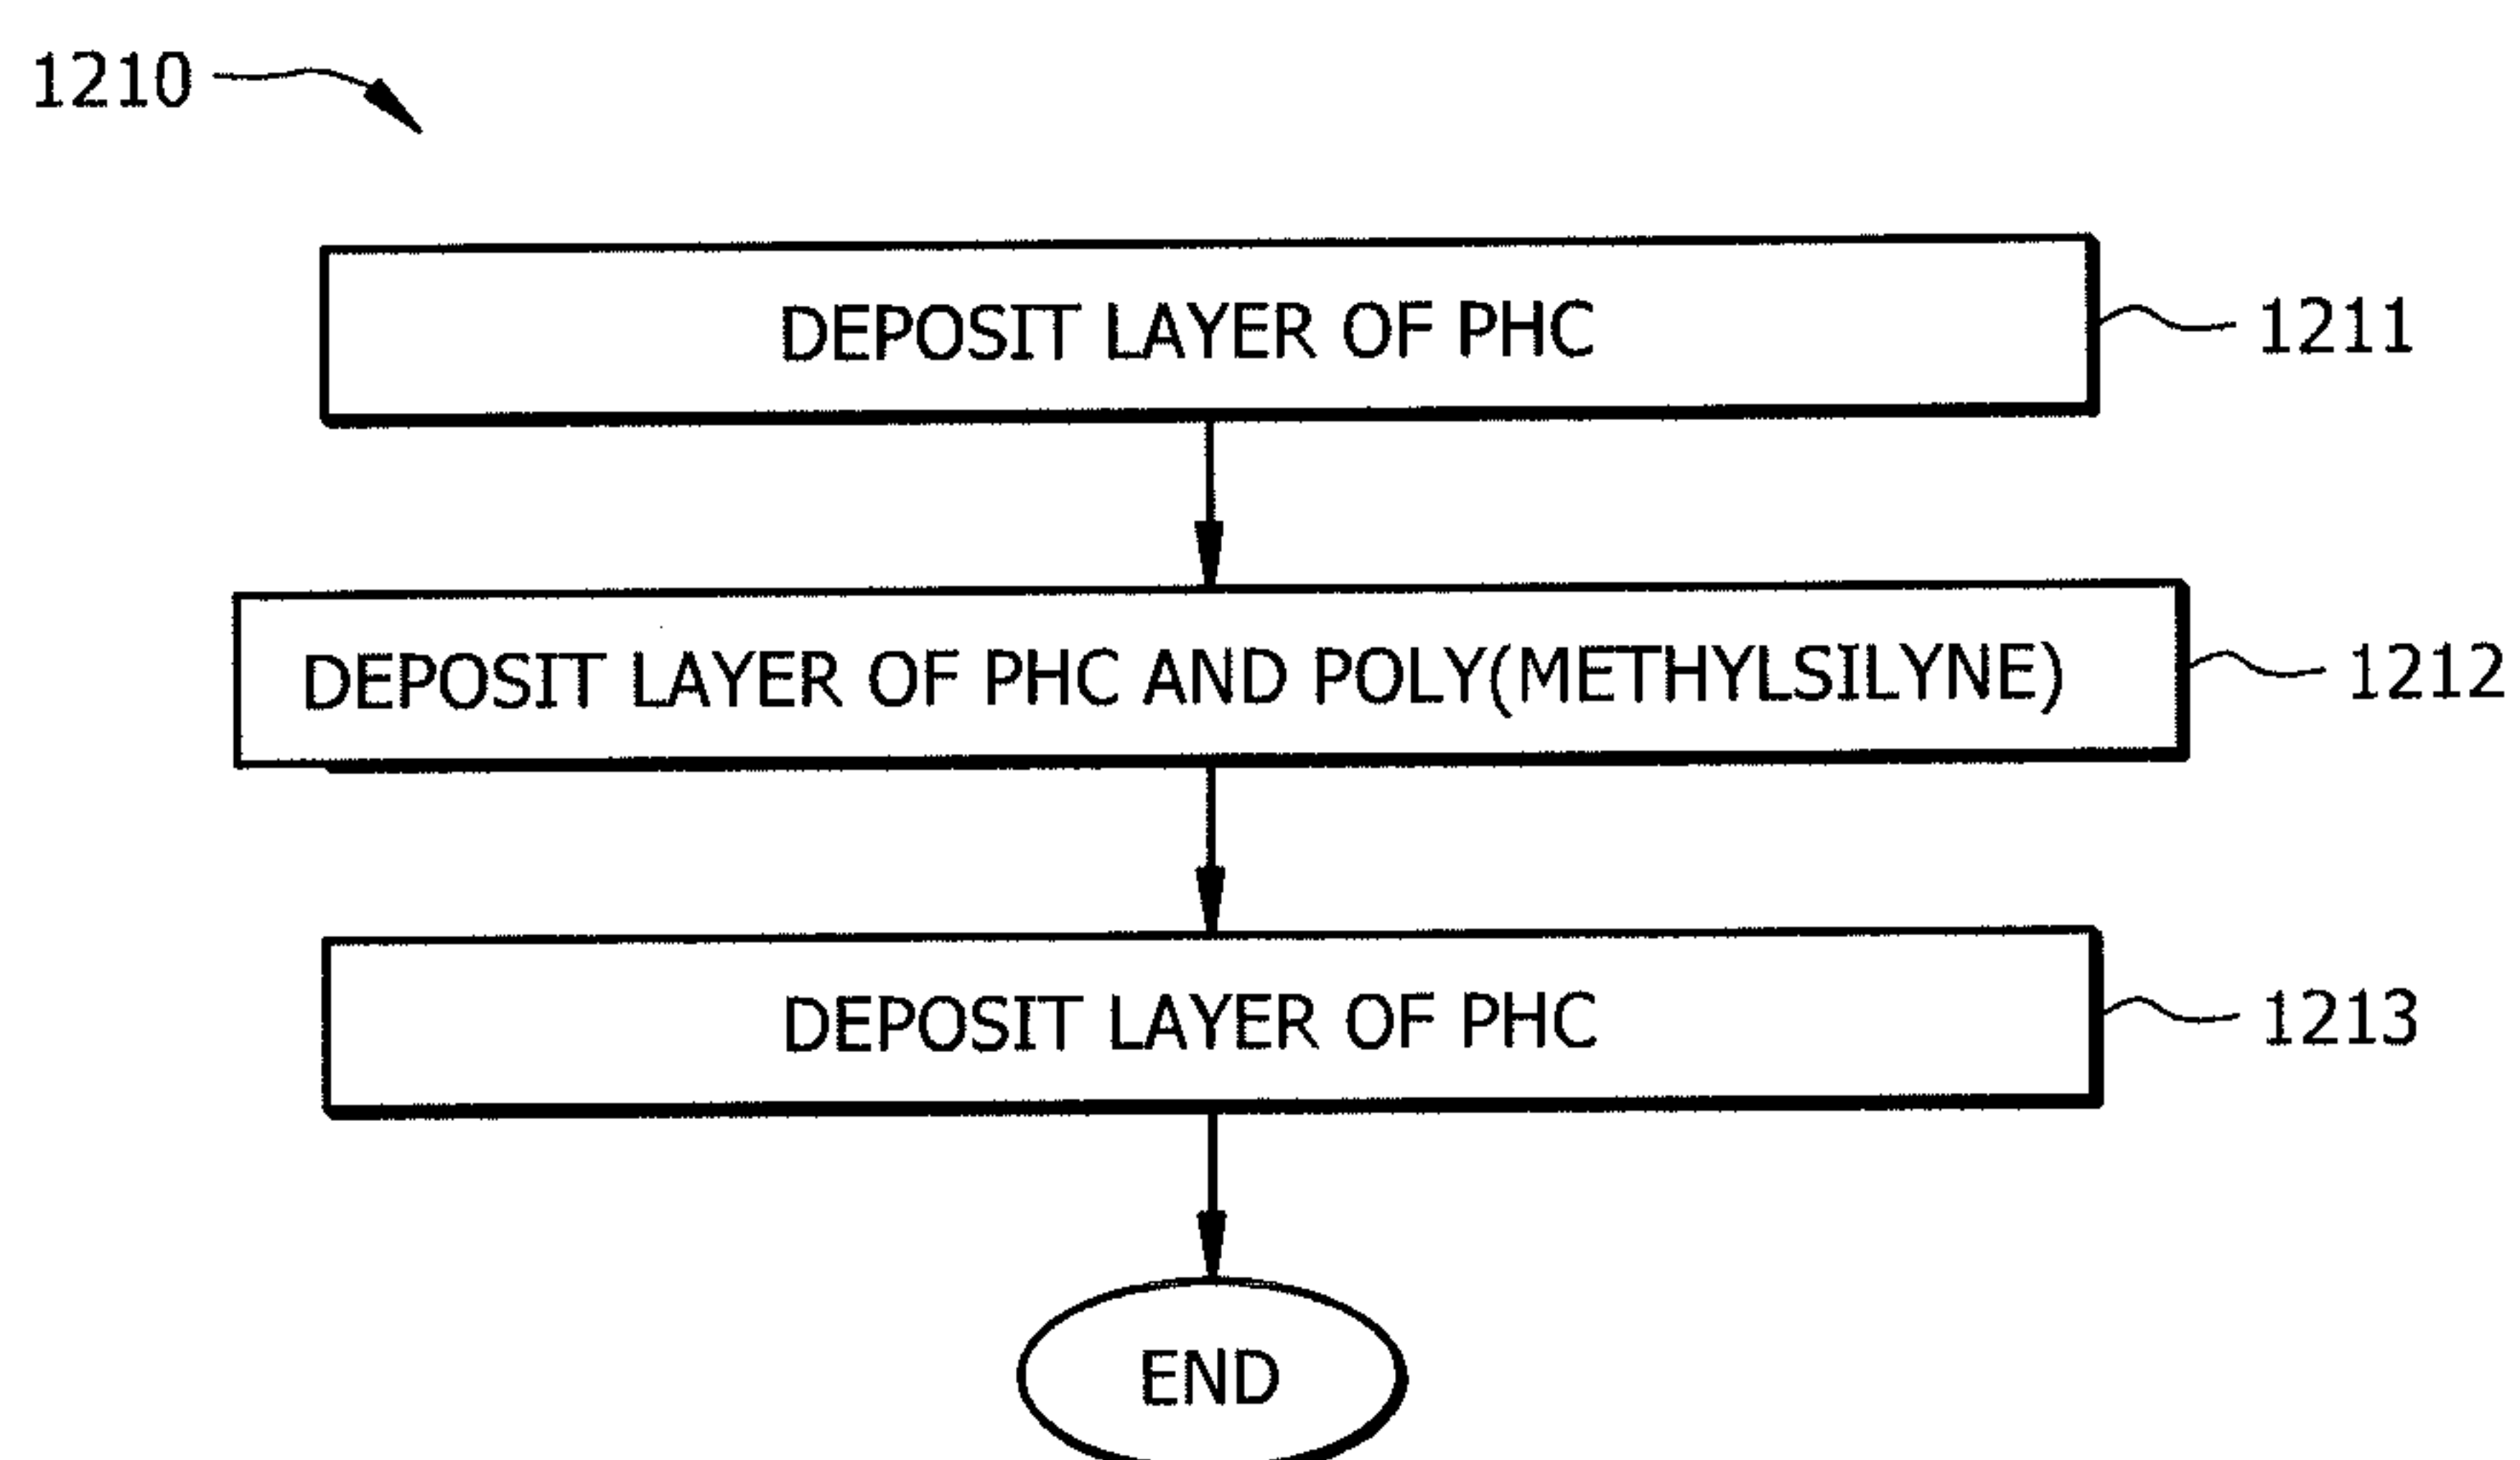 1210
DEPOSIT LAYER OF PHC
1211
DEPOSIT LAYER OF PHC AND POLY(METHYLSILYNE)
1212
DEPOSIT LAYER OF PHC
1213
END